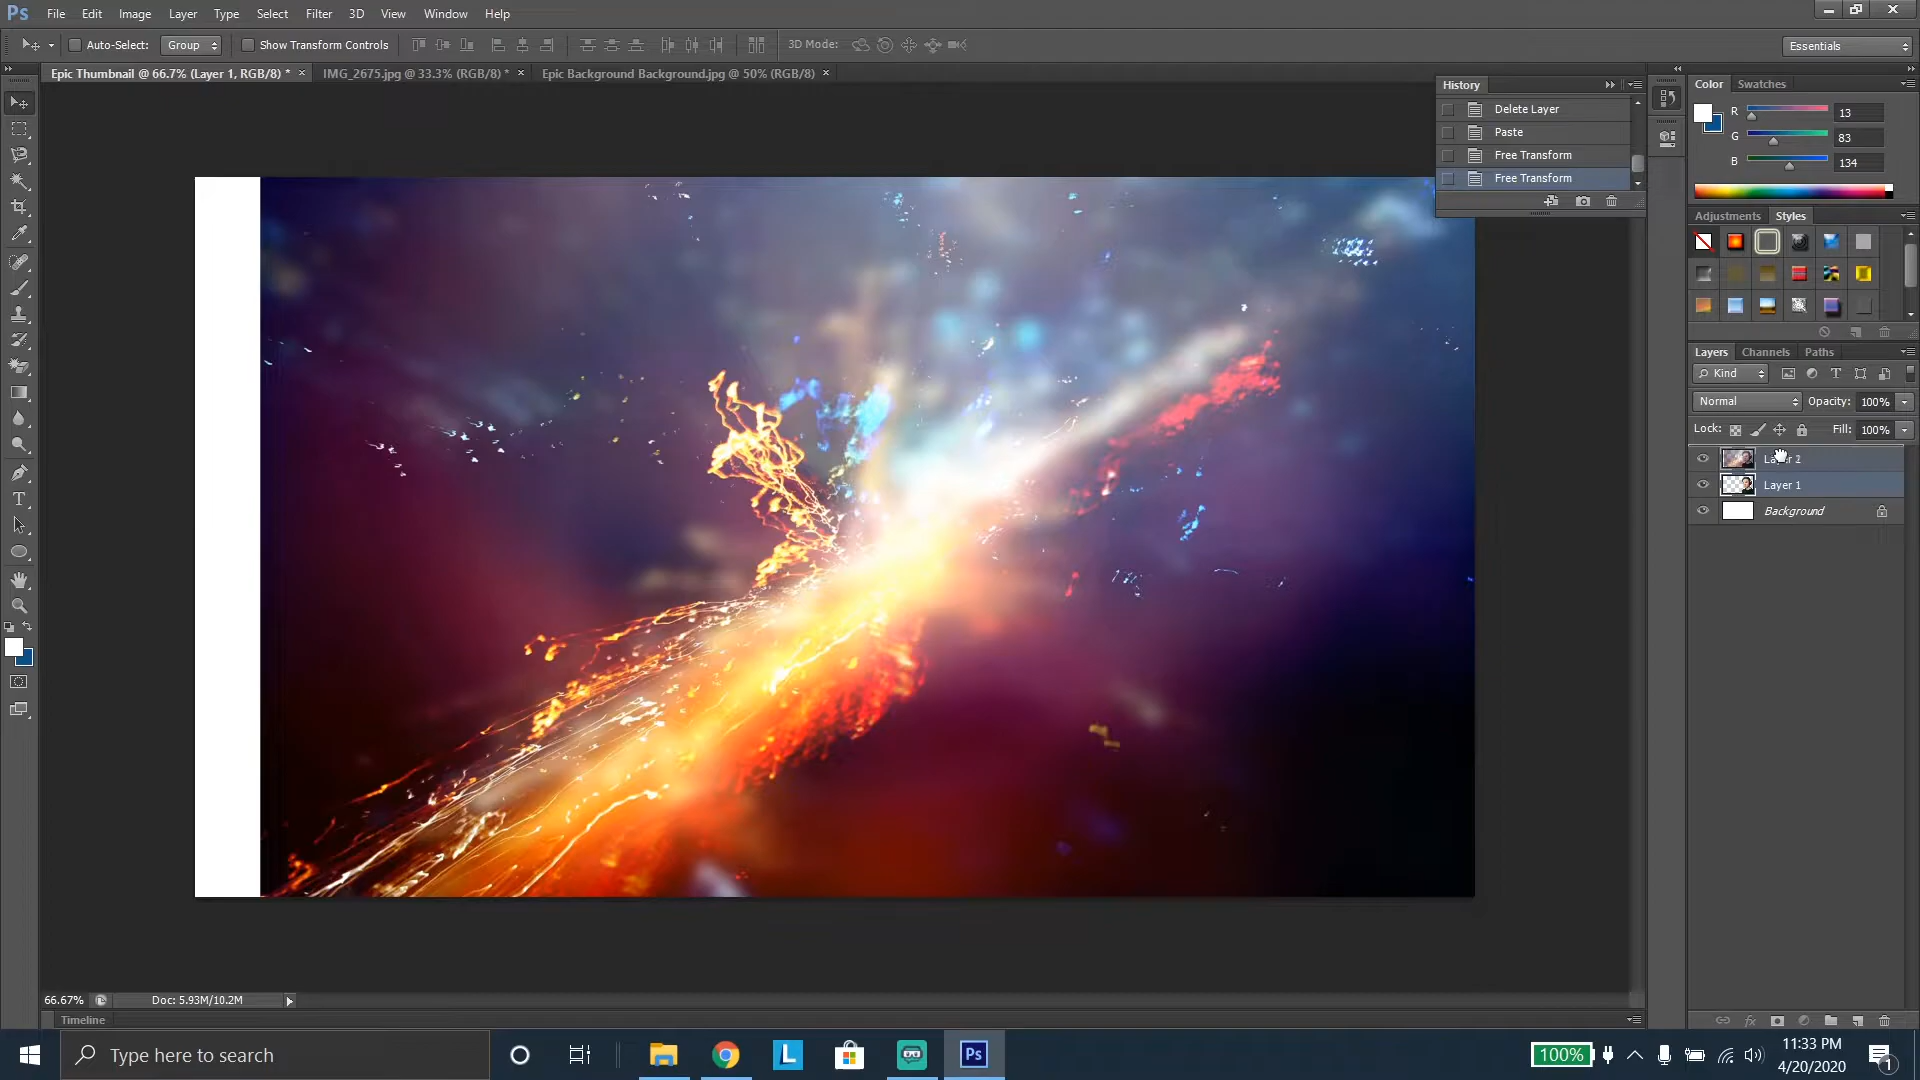 Ps File Edit Image Layer Type Select Filter 3D View Window Help
Auto-Select: Group Show Transform Controls 3D Mode: Essentials
Epic Thumbnail @ 66.7% (Layer 1, RGB/8) * × IMG_2675.jpg @ 33.3% (RGB/8) * × Epic Background Background.jpg @ 50% (RGB/8) ×
History
Delete Layer
Paste
Free Transform
Free Transform
Color Swatches
R 13
G 83
B 134
Adjustments Styles
Layers Channels Paths
Kind
Normal Opacity: 100%
Lock: Fill: 100%
Layer 2
Layer 1
Background
66.67% Doc: 5.93M/10.2M
Timeline
Type here to search
L
Ps
100%
11:33 PM
4/20/2020
1